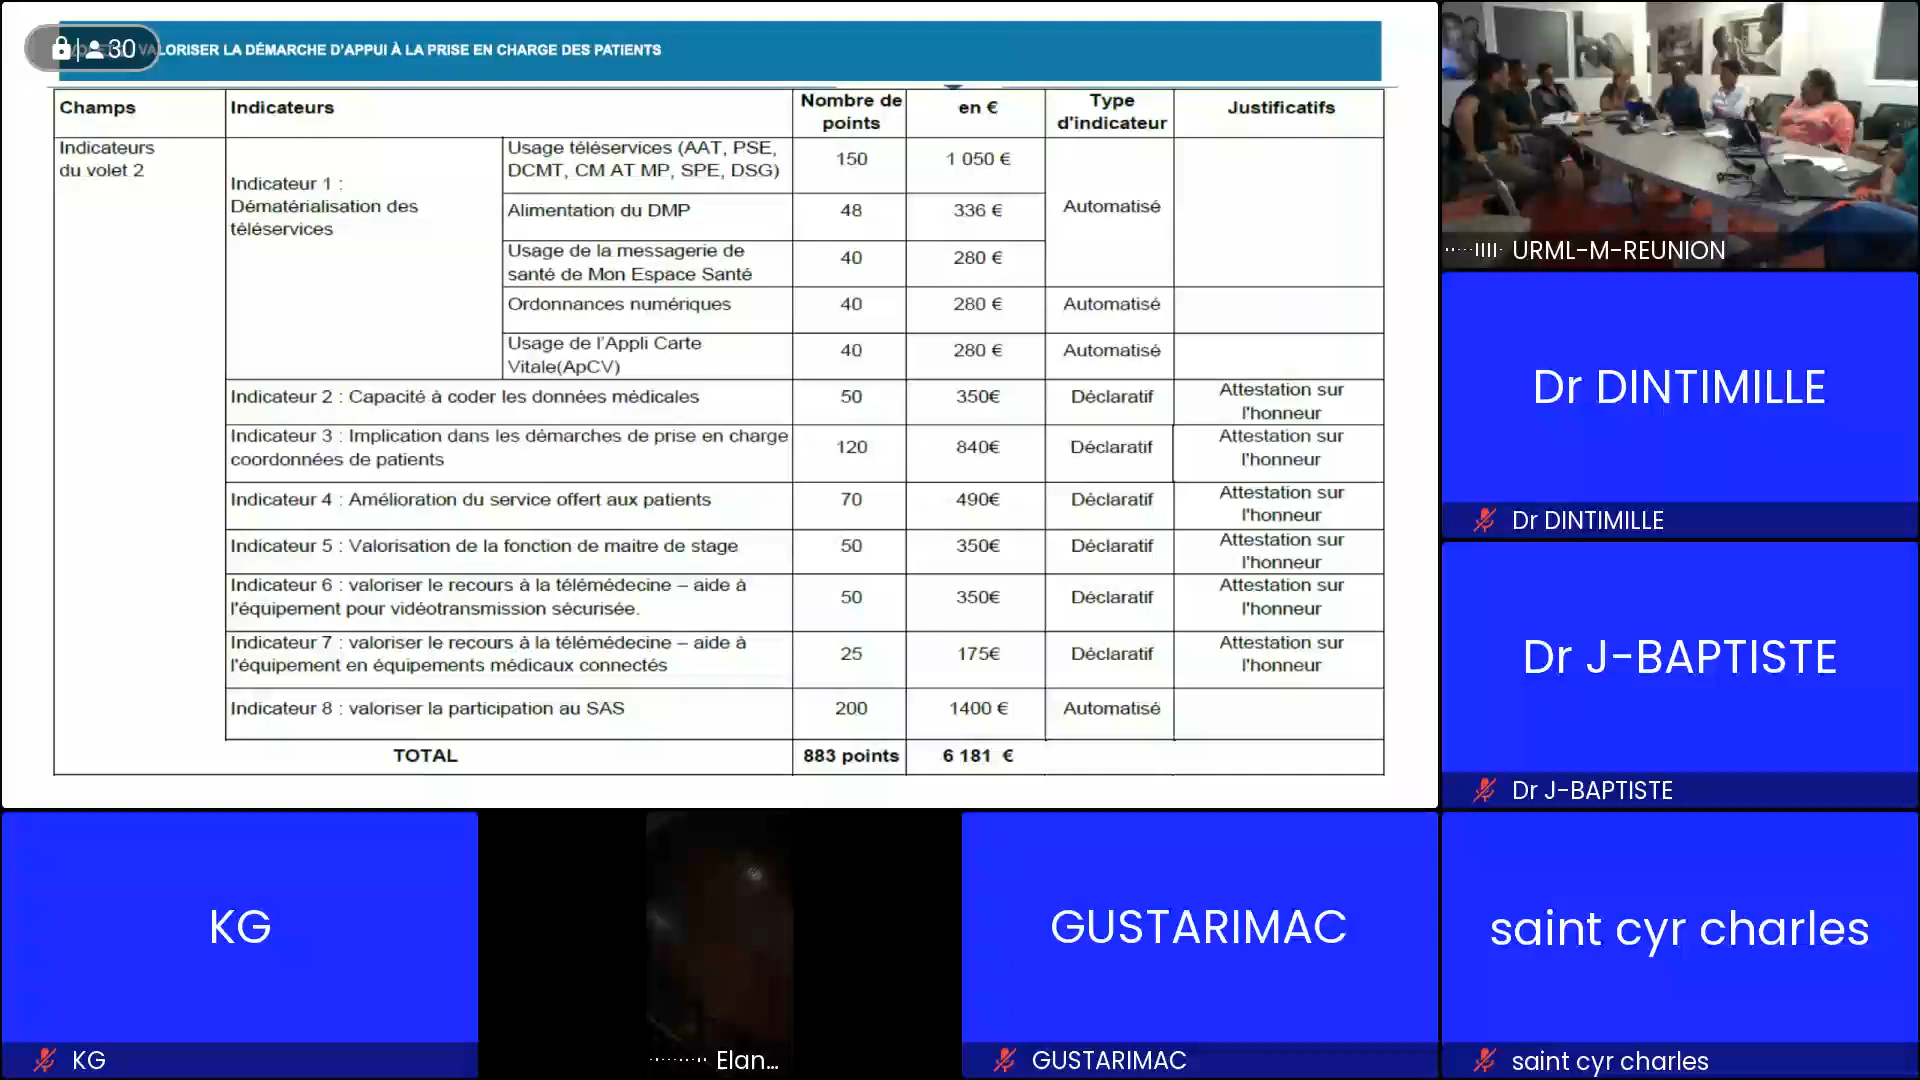 30
VALORISER LA DÉMARCHE D'APPUI À LA PRISE EN CHARGE DES PATIENTS
Champs
Indicateurs
Nombre de points
en €
Type d'indicateur
Justificatifs
Indicateurs
du volet 2
Indicateur 1 :
Dématérialisation des
téléservices
Usage téléservices (AAT, PSE,
DCMT, CM AT MP, SPE, DSG)
150
1 050 €
Automatisé
Alimentation du DMP
48
336 €
Usage de la messagerie de
santé de Mon Espace Santé
40
280 €
Ordonnances numériques
40
280 €
Automatisé
Usage de l'Appli Carte
Vitale(ApCV)
40
280 €
Automatisé
Indicateur 2 : Capacité à coder les données médicales
50
350€
Déclaratif
Attestation sur
l'honneur
Indicateur 3 : Implication dans les démarches de prise en charge
coordonnées de patients
120
840€
Déclaratif
Attestation sur
l'honneur
Indicateur 4 : Amélioration du service offert aux patients
70
490€
Déclaratif
Attestation sur
l'honneur
Indicateur 5 : Valorisation de la fonction de maitre de stage
50
350€
Déclaratif
Attestation sur
l'honneur
Indicateur 6 : valoriser le recours à la télémédecine – aide à
l'équipement pour vidéotransmission sécurisée.
50
350€
Déclaratif
Attestation sur
l'honneur
Indicateur 7 : valoriser le recours à la télémédecine – aide à
l'équipement en équipements médicaux connectés
25
175€
Déclaratif
Attestation sur
l'honneur
Indicateur 8 : valoriser la participation au SAS
200
1400 €
Automatisé
TOTAL
883 points
6 181 €
URML-M-REUNION
Dr DINTIMILLE
Dr DINTIMILLE
Dr J-BAPTISTE
Dr J-BAPTISTE
KG
KG
Elan...
GUSTARIMAC
GUSTARIMAC
saint cyr charles
saint cyr charles